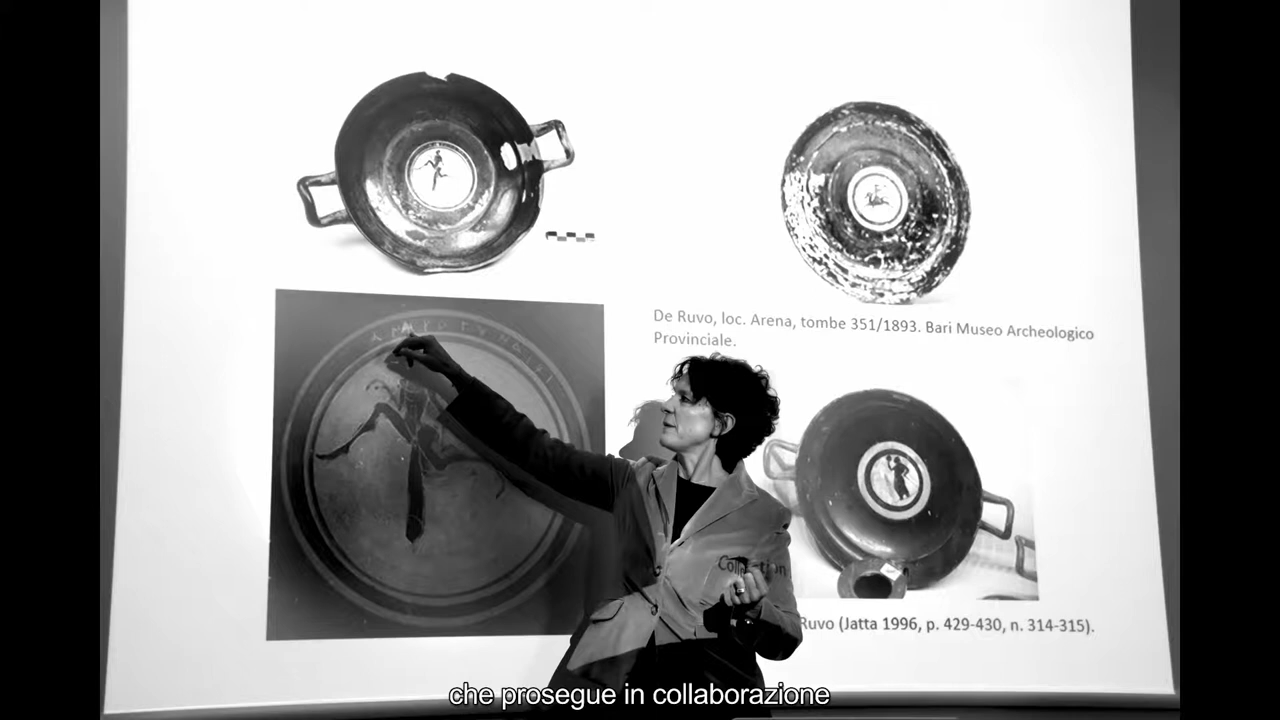 De Ruvo, loc. Arena, tombe 351/1893. Bari Museo Archeologico
Provinciale.
Ruvo (Jatta 1996, p. 429-430, n. 314-315).
che prosegue in collaborazione